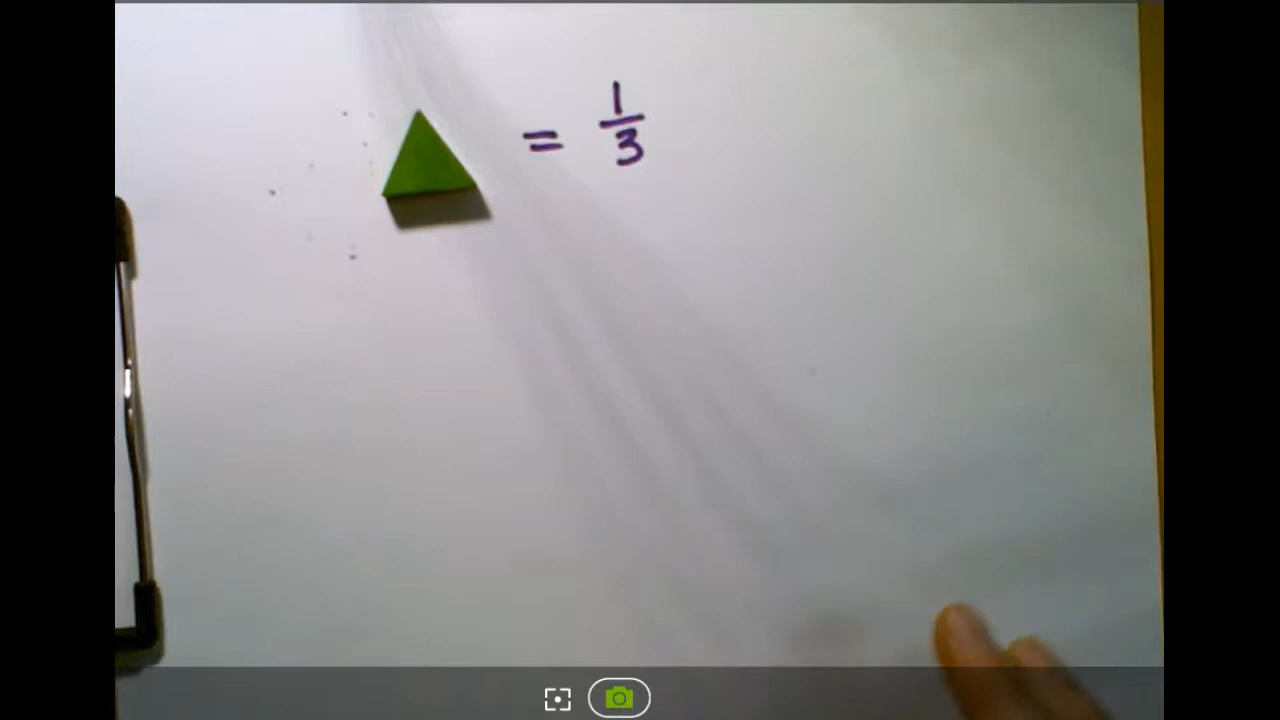 = 1/3